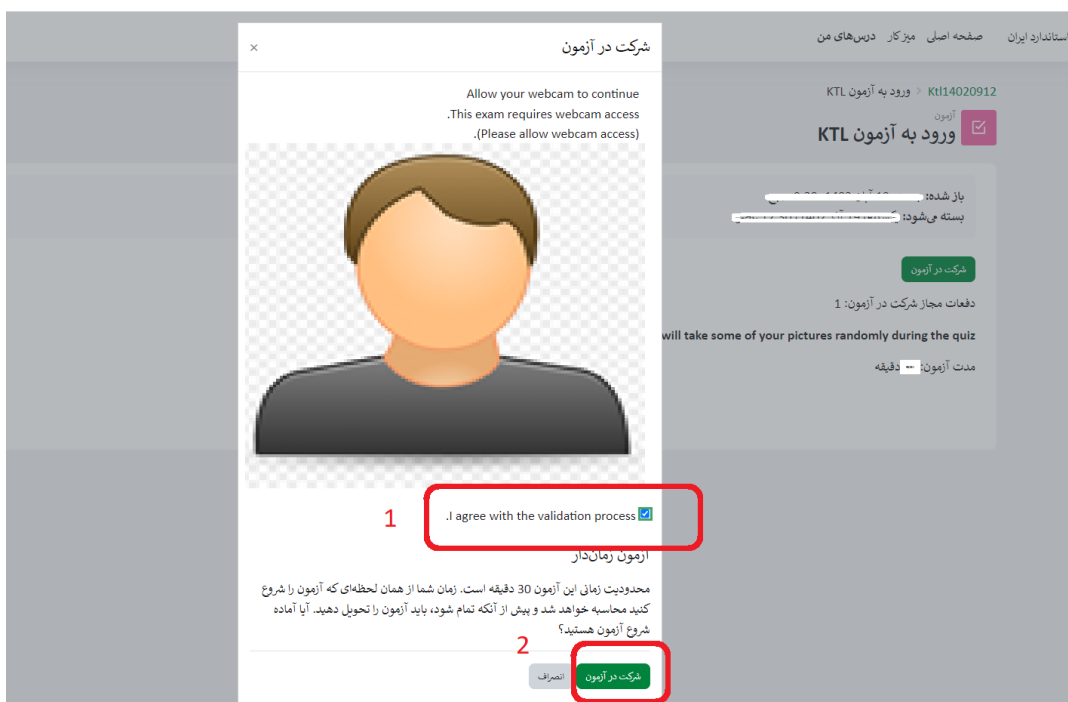 استاندارد ایران صفحه اصلی میز کار درس‌های من
Ktl14020912 > ورود به آزمون KTL
آزمون
ورود به آزمون KTL
باز شده:
بسته می‌شود:
شرکت در آزمون
دفعات مجاز شرکت در آزمون: 1
will take some of your pictures randomly during the quiz
مدت آزمون: -- دقیقه
شرکت در آزمون ×
Allow your webcam to continue
.This exam requires webcam access
.(Please allow webcam access)
1
.I agree with the validation process
آزمون زمان‌دار
محدودیت زمانی این آزمون 30 دقیقه است. زمان شما از همان لحظه‌ای که آزمون را شروع
کنید محاسبه خواهد شد و پیش از آنکه تمام شود، باید آزمون را تحویل دهید. آیا آماده
شروع آزمون هستید؟
2
شرکت در آزمون انصراف